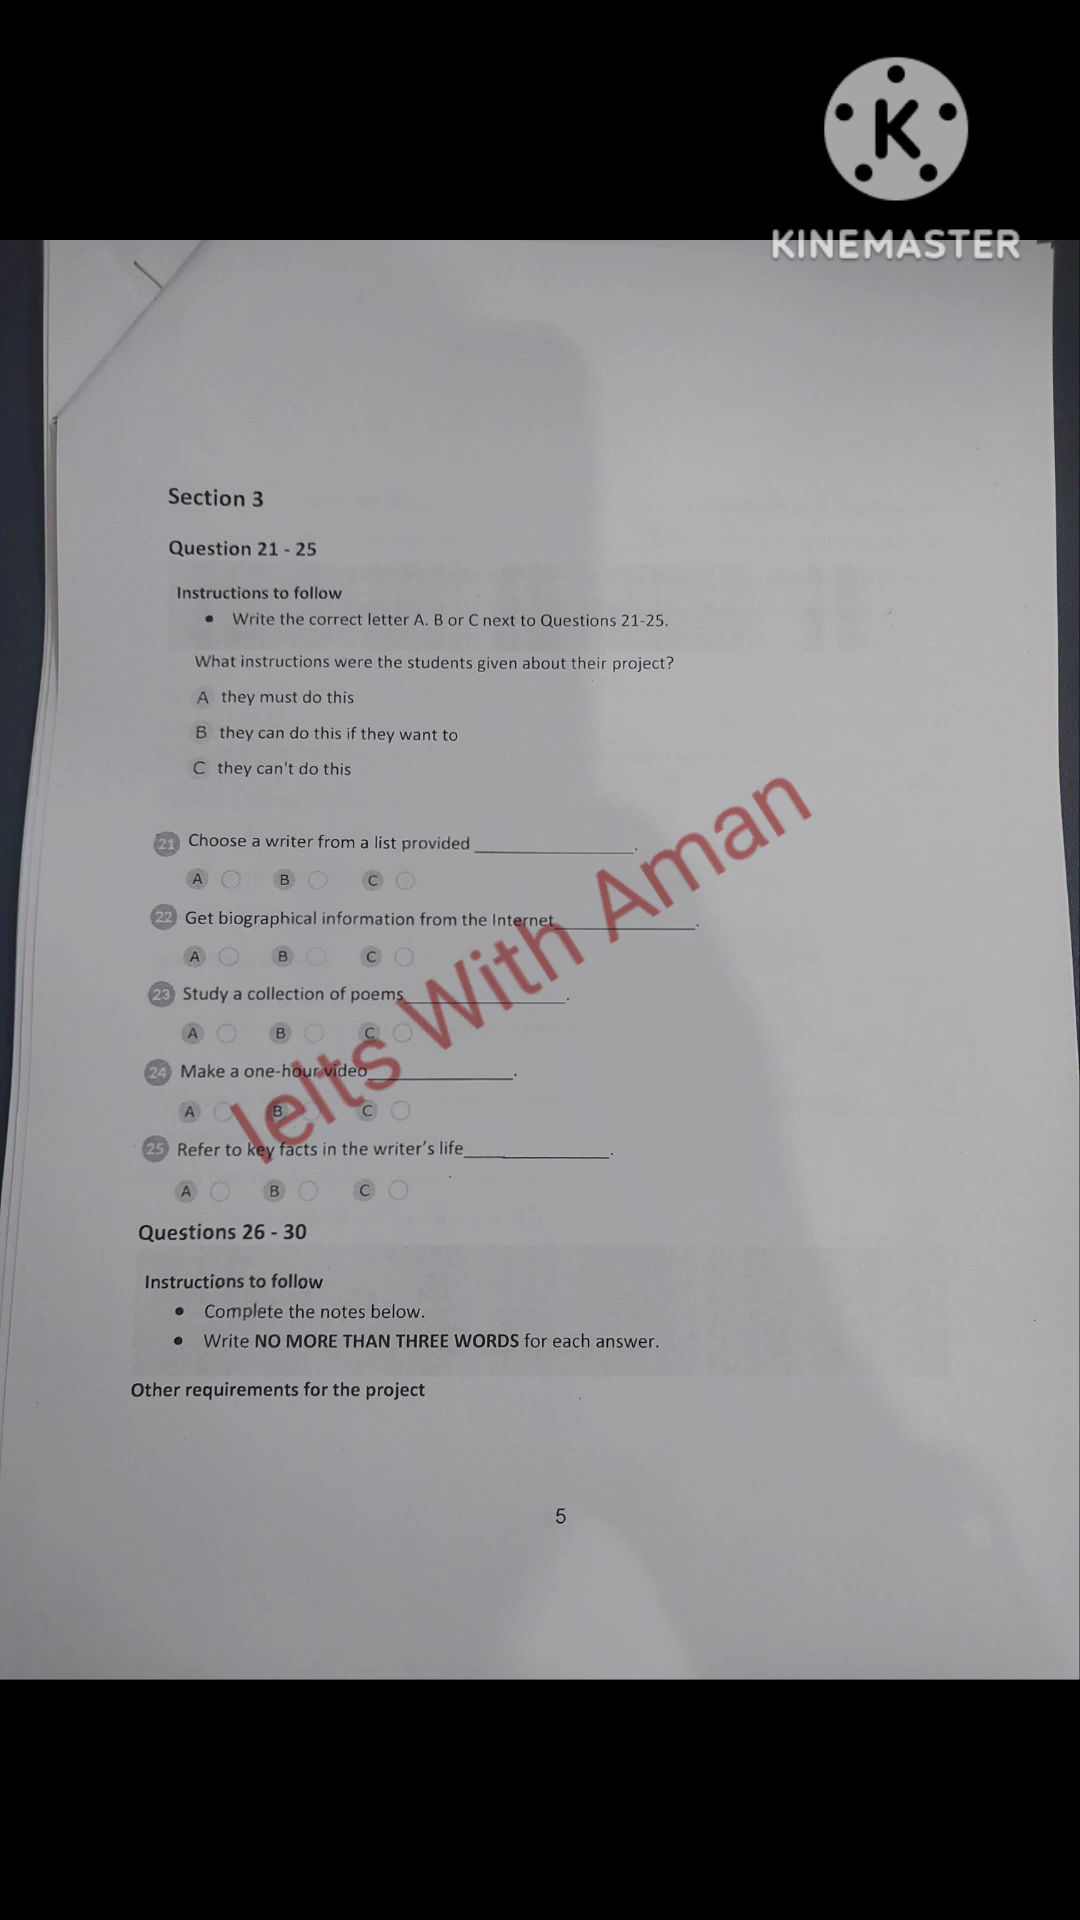 KINEMASTER
Section 3
Question 21 - 25
Instructions to follow
• Write the correct letter A. B or C next to Questions 21-25.
What instructions were the students given about their project?
A they must do this
B they can do this if they want to
C they can't do this
21 Choose a writer from a list provided ______________.
A B C
22 Get biographical information from the Internet______________.
A B C
23 Study a collection of poems______________.
A B C
24 Make a one-hour video______________.
A B C
25 Refer to key facts in the writer's life______________.
A B C
Ielts With Aman
Questions 26 - 30
Instructions to follow
• Complete the notes below.
• Write NO MORE THAN THREE WORDS for each answer.
Other requirements for the project
5